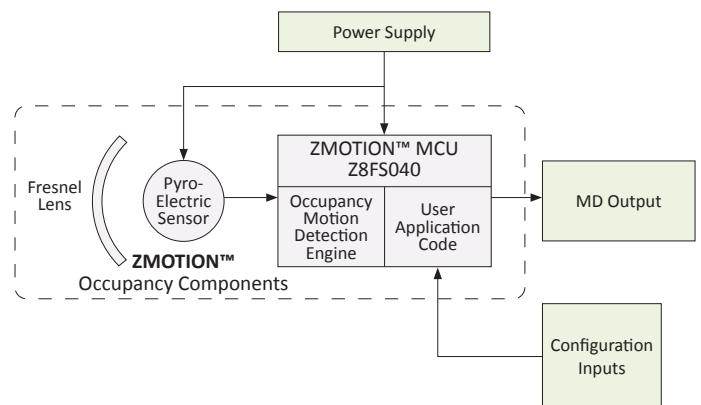 Power Supply
ZMOTION™ MCU
Z8FS040
Fresnel
Lens
Pyro-
Electric
Sensor
Occupancy
Motion
Detection
Engine
User
Application
Code
MD Output
ZMOTION™
Occupancy Components
Configuration
Inputs